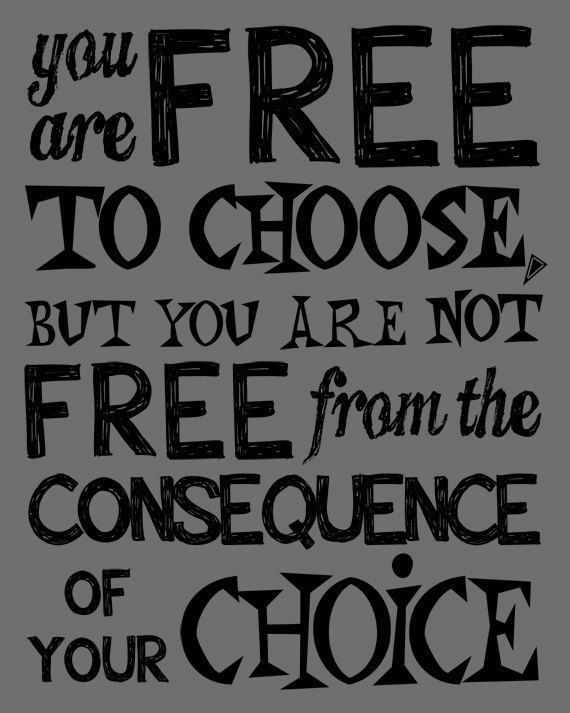 you are FREE
TO CHOOSE,
BUT YOU ARE NOT
FREE from the
CONSEQUENCE
OF YOUR CHOiCE